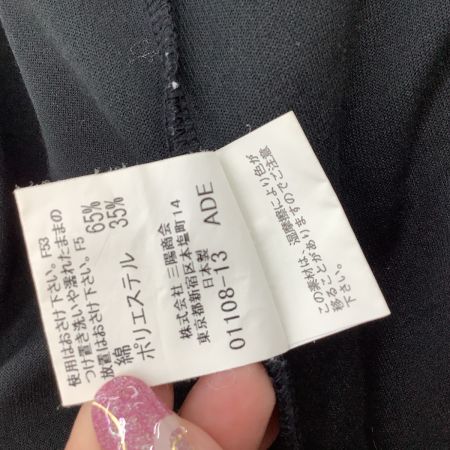 使用はおさけ下さい。F53
つけ置き洗いや濡れたままの
放置はおさけ下さい。F5
綿 65%
ポリエステル 35%
株式会社 三陽商会
東京都新宿区本塩町14
日本製
01108-13 ADE
この素材は、湿摩擦により色が
移ることがありますのでご注意
下さい。